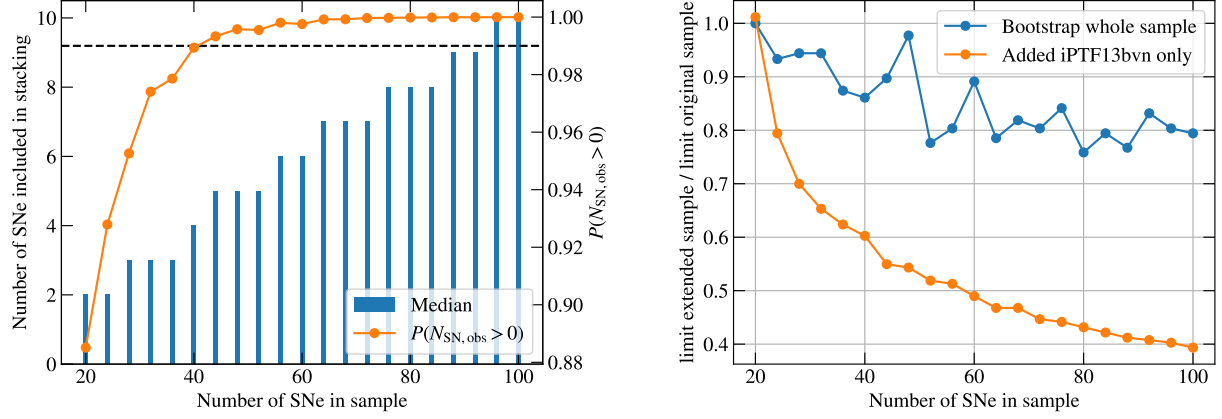 Number of SNe included in stacking
10
8
6
4
2
0
1.00
0.98
0.96
0.94
0.92
0.90
0.88
P(N_SN, obs > 0)
Median
P(N_SN, obs > 0)
20 40 60 80 100
Number of SNe in sample
limit extended sample / limit original sample
1.0
0.9
0.8
0.7
0.6
0.5
0.4
Bootstrap whole sample
Added iPTF13bvn only
20 40 60 80 100
Number of SNe in sample